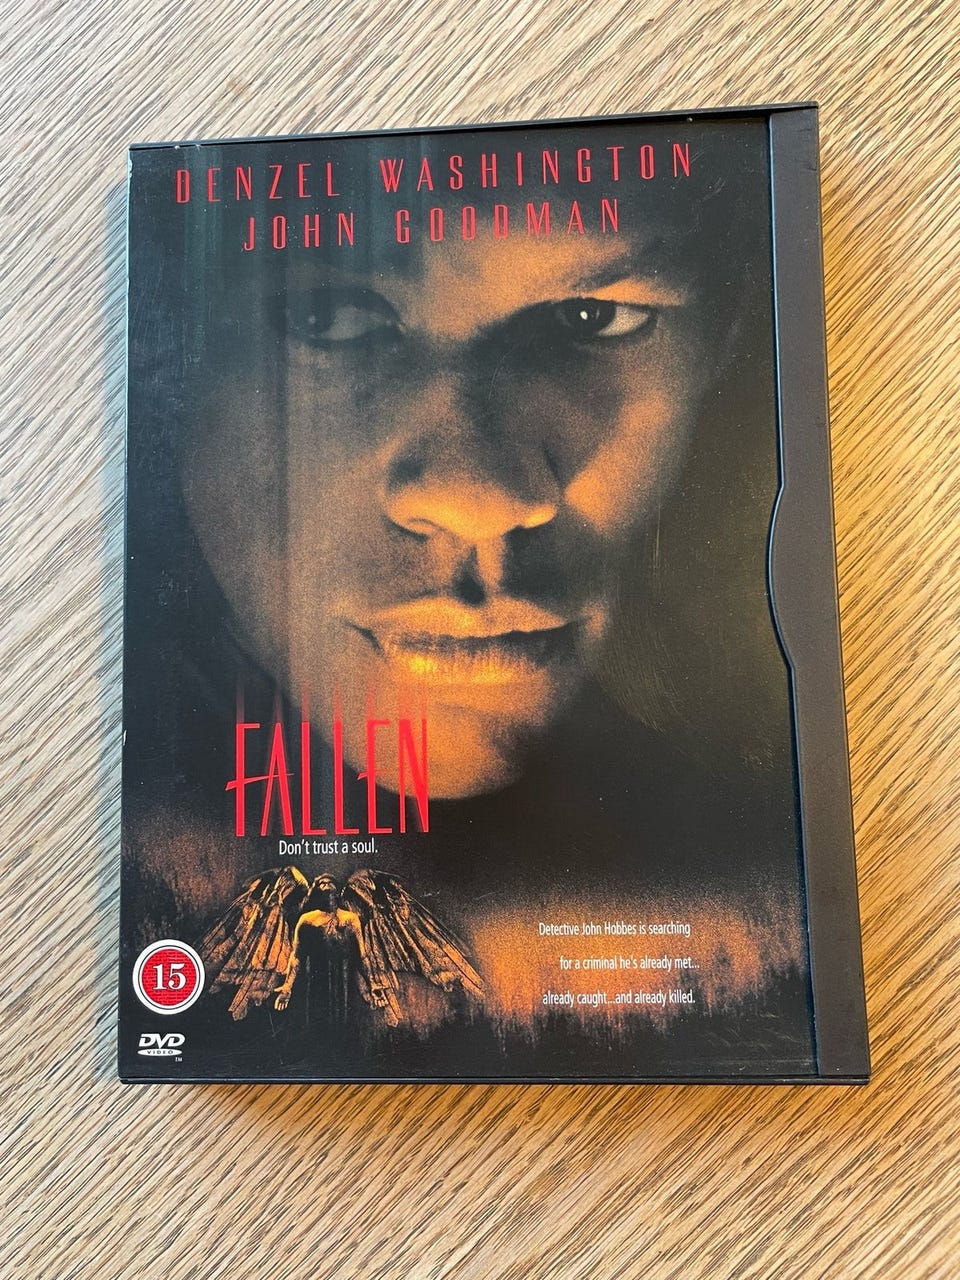 DENZEL WASHINGTON
JOHN GOODMAN
FALLEN
Don't trust a soul.
Detective John Hobbes is searching
for a criminal he's already met...
already caught...and already killed.
15
DVD
VIDEO
TM